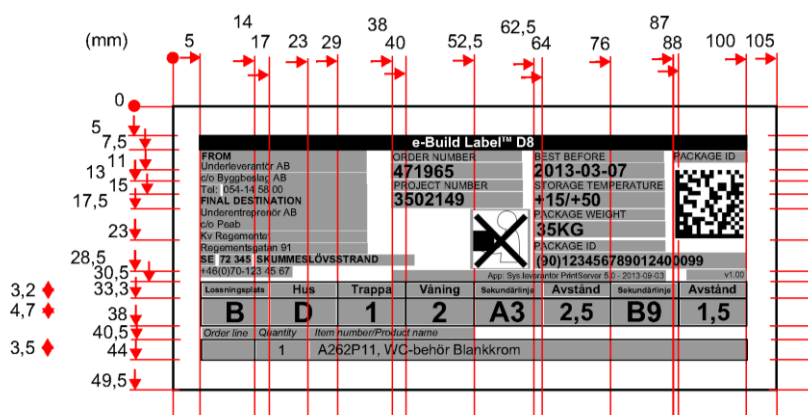 14 38 62,5 87
(mm) 5 17 23 29 40 52,5 64 76 88 100 105
0
5
7,5
11
13
15
17,5
23
28,5
30,5
3,2 33,3
4,7 38
40,5
3,5 44
49,5
e-Build Label™ D8
FROM
Underleverantör AB
c/o Byggbeslag AB
Tel: 054-14 58 00
FINAL DESTINATION
Underentreprenör AB
c/o Peab
Kv Regementet
Regementsgatan 91
SE 72 345 SKUMMESLÖVSSTRAND
+46(0)70-123 45 67
ORDER NUMBER
471965
PROJECT NUMBER
3502149
BEST BEFORE
2013-03-07
STORAGE TEMPERATURE
+15/+50
PACKAGE WEIGHT
35KG
PACKAGE ID
(90)123456789012400099
PACKAGE ID
App: Sys.leverantor PrintServer 5.0 - 2013-09-03 v1.00
Lossningsplats Hus Trappa Våning Sekundärlinje Avstånd Sekundärlinje Avstånd
B D 1 2 A3 2,5 B9 1,5
Order line Quantity Item number/Product name
1 A262P11, WC-behör Blankkrom